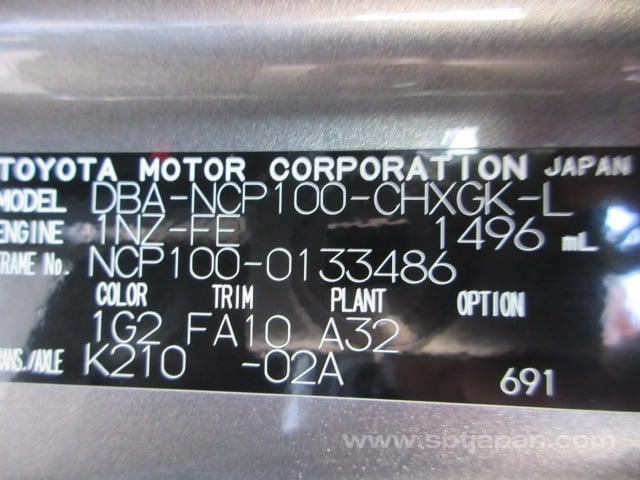 TOYOTA MOTOR CORPORATION JAPAN
MODEL DBA-NCP100-CHXGK-L
ENGINE 1NZ-FE 1496 mL
FRAME No. NCP100-0133486
COLOR TRIM PLANT OPTION
1G2 FA10 A32
TRANS./AXLE K210 -02A
691
www.sbtjapan.com